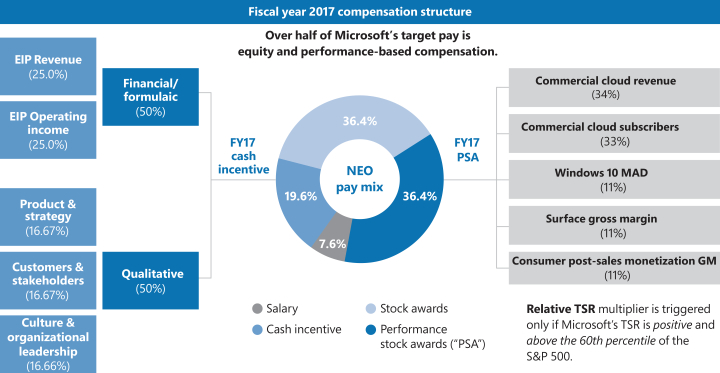 Fiscal year 2017 compensation structure
Over half of Microsoft's target pay is
equity and performance-based compensation.
EIP Revenue
(25.0%)
EIP Operating
income
(25.0%)
Product &
strategy
(16.67%)
Customers &
stakeholders
(16.67%)
Culture &
organizational
leadership
(16.66%)
Financial/
formulaic
(50%)
Qualitative
(50%)
FY17
cash
incentive
36.4%
19.6%
7.6%
36.4%
NEO
pay mix
FY17
PSA
Salary
Stock awards
Cash incentive
Performance
stock awards ("PSA")
Commercial cloud revenue
(34%)
Commercial cloud subscribers
(33%)
Windows 10 MAD
(11%)
Surface gross margin
(11%)
Consumer post-sales monetization GM
(11%)
Relative TSR multiplier is triggered
only if Microsoft's TSR is positive and
above the 60th percentile of the
S&P 500.